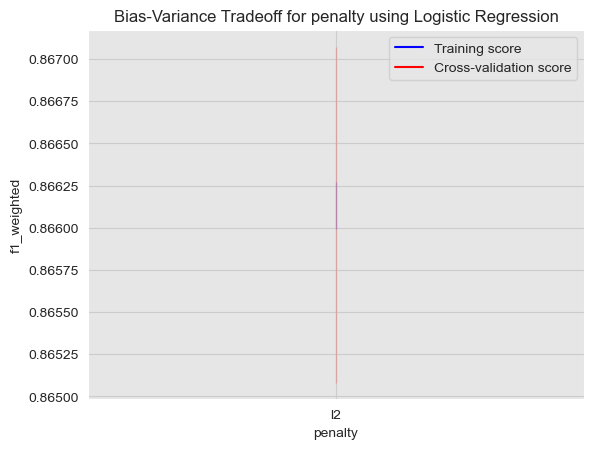 Bias-Variance Tradeoff for penalty using Logistic Regression
Training score
Cross-validation score
0.86700
0.86675
0.86650
0.86625
0.86600
0.86575
0.86550
0.86525
0.86500
f1_weighted
l2
penalty